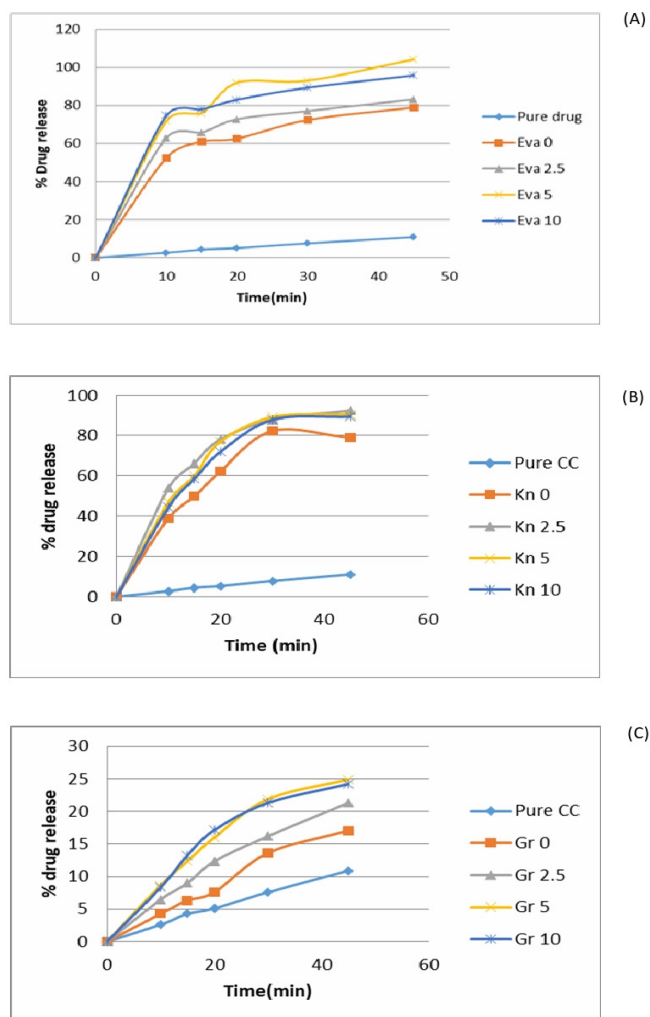 (A)
120
100
80
60
40
20
0
% Drug release
0 10 20 30 40 50
Time(min)
Pure drug
Eva 0
Eva 2.5
Eva 5
Eva 10
(B)
100
80
60
40
20
0
% drug release
0 20 40 60
Time (min)
Pure CC
Kn 0
Kn 2.5
Kn 5
Kn 10
(C)
30
25
20
15
10
5
0
% drug release
0 20 40 60
Time(min)
Pure CC
Gr 0
Gr 2.5
Gr 5
Gr 10